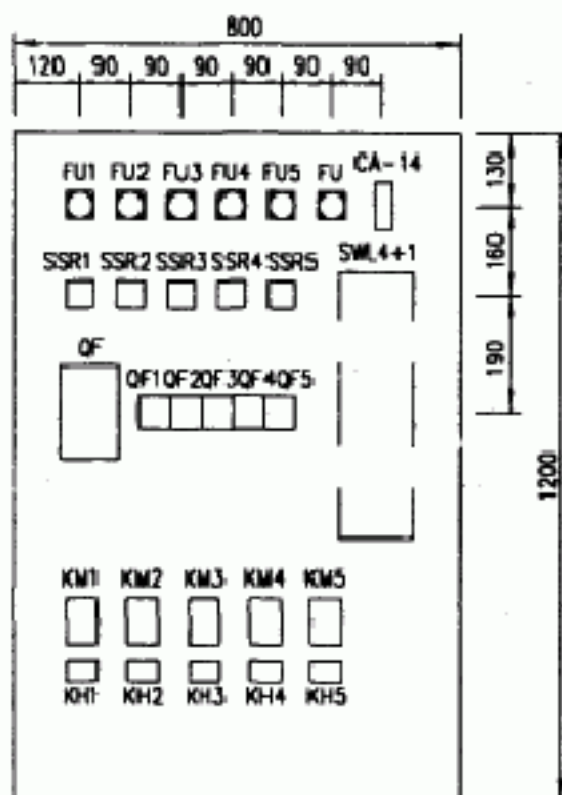 800
120 90 90 90 90 90 90
FU1 FU2 FU3 FU4 FU5 FU ICA-14
130
SSR1 SSR2 SSR3 SSR4 SSR5 SWL4+1
160
QF
190
QF1 QF2 QF3 QF4 QF5
1200
KM1 KM2 KM3 KM4 KM5
KH1 KH2 KH3 KH4 KH5